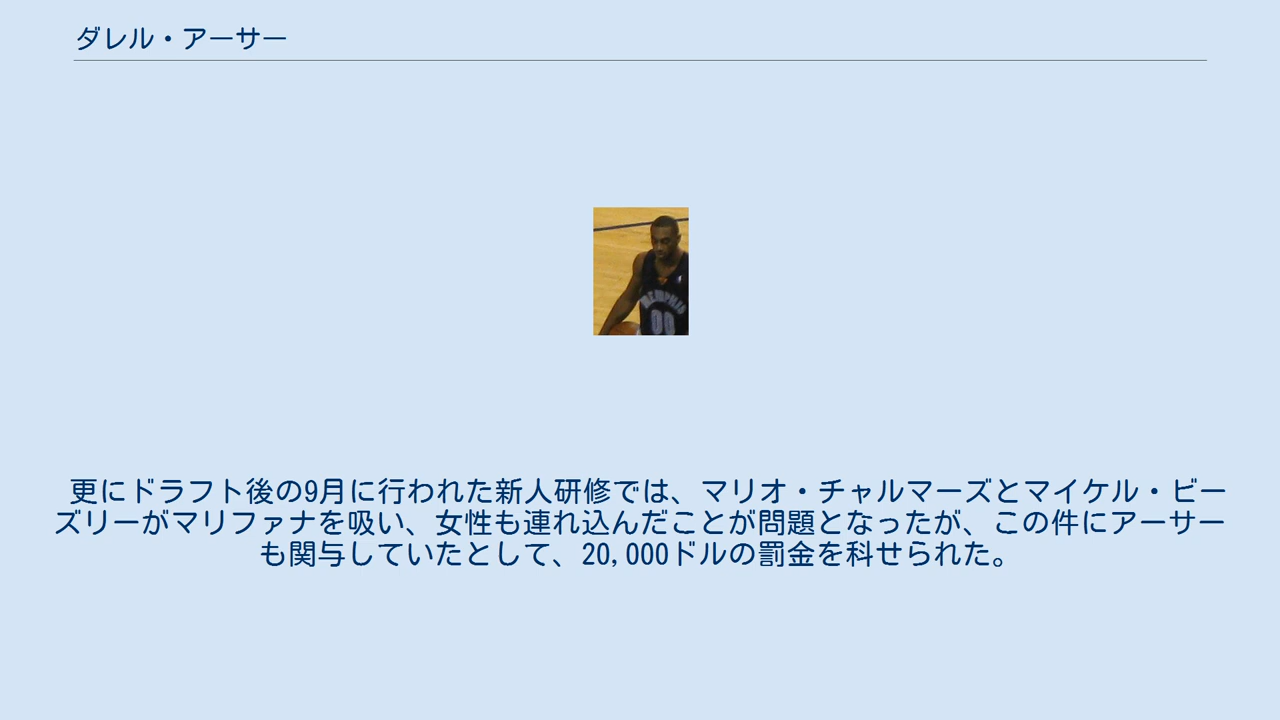 ダレル・アーサー
MEMPHIS
00
更にドラフト後の9月に行われた新人研修では、マリオ・チャルマーズとマイケル・ビー
ズリーがマリファナを吸い、女性も連れ込んだことが問題となったが、この件にアーサー
も関与していたとして、20,000ドルの罰金を科せられた。